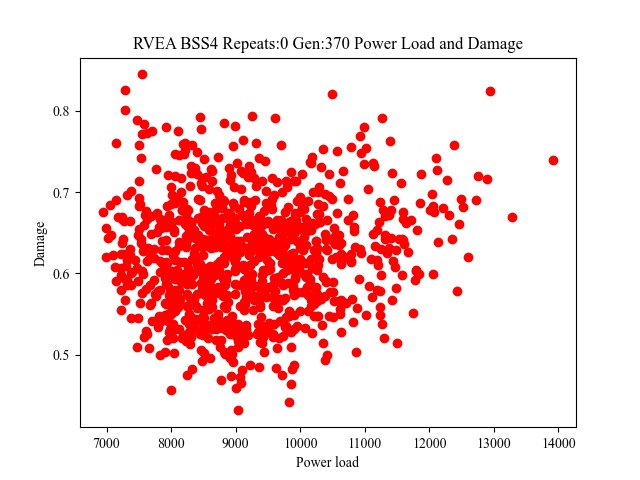 RVEA BSS4 Repeats:0 Gen:370 Power Load and Damage
0.8
0.7
0.6
0.5
Damage
7000 8000 9000 10000 11000 12000 13000 14000
Power load